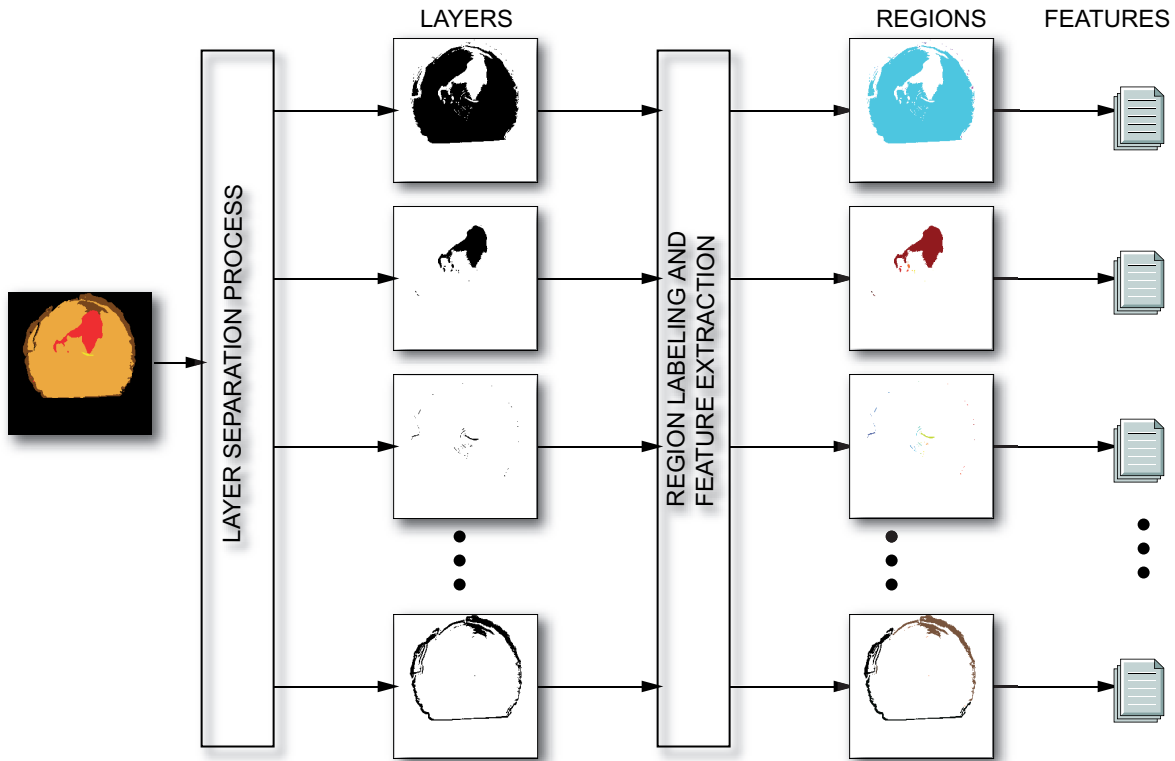 LAYERS
REGIONS
FEATURES
LAYER SEPARATION PROCESS
REGION LABELING AND
FEATURE EXTRACTION